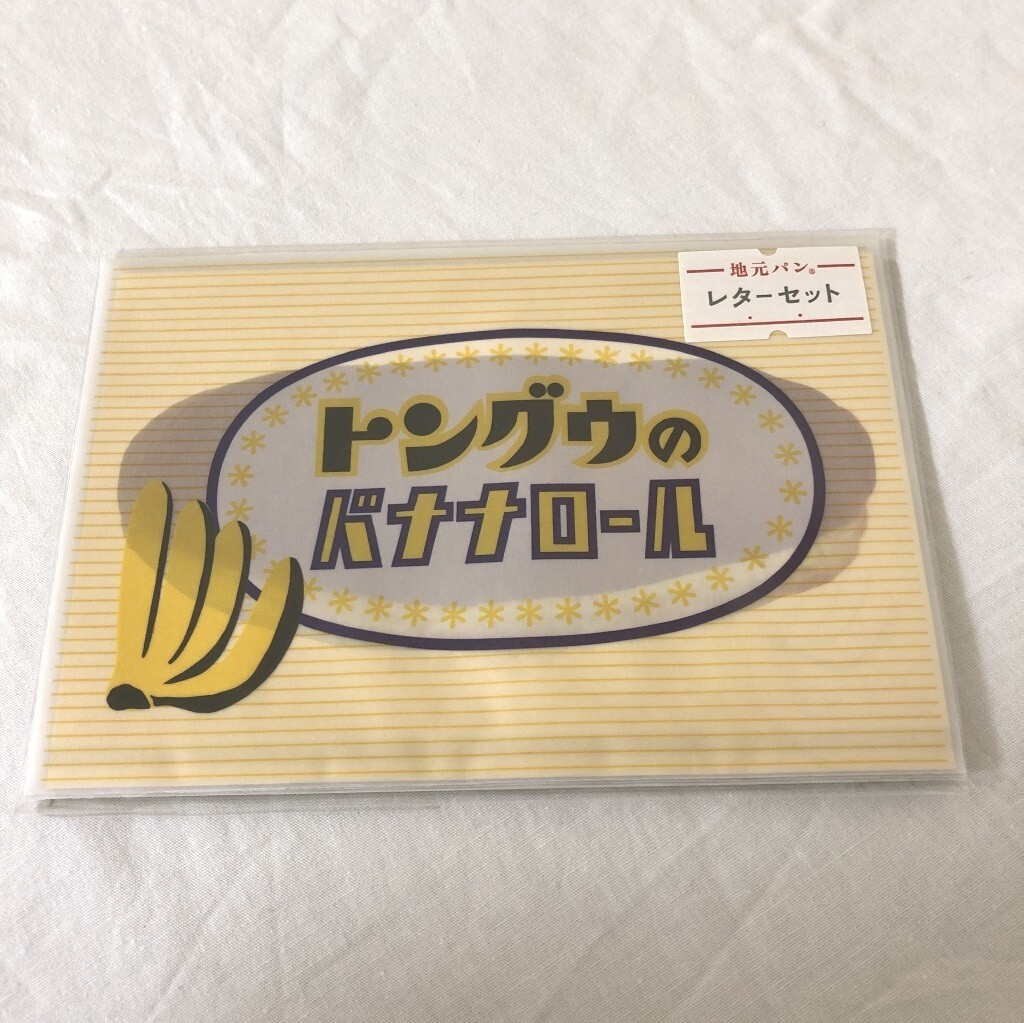 地元パン®
レターセット
トングウの
バナナロール